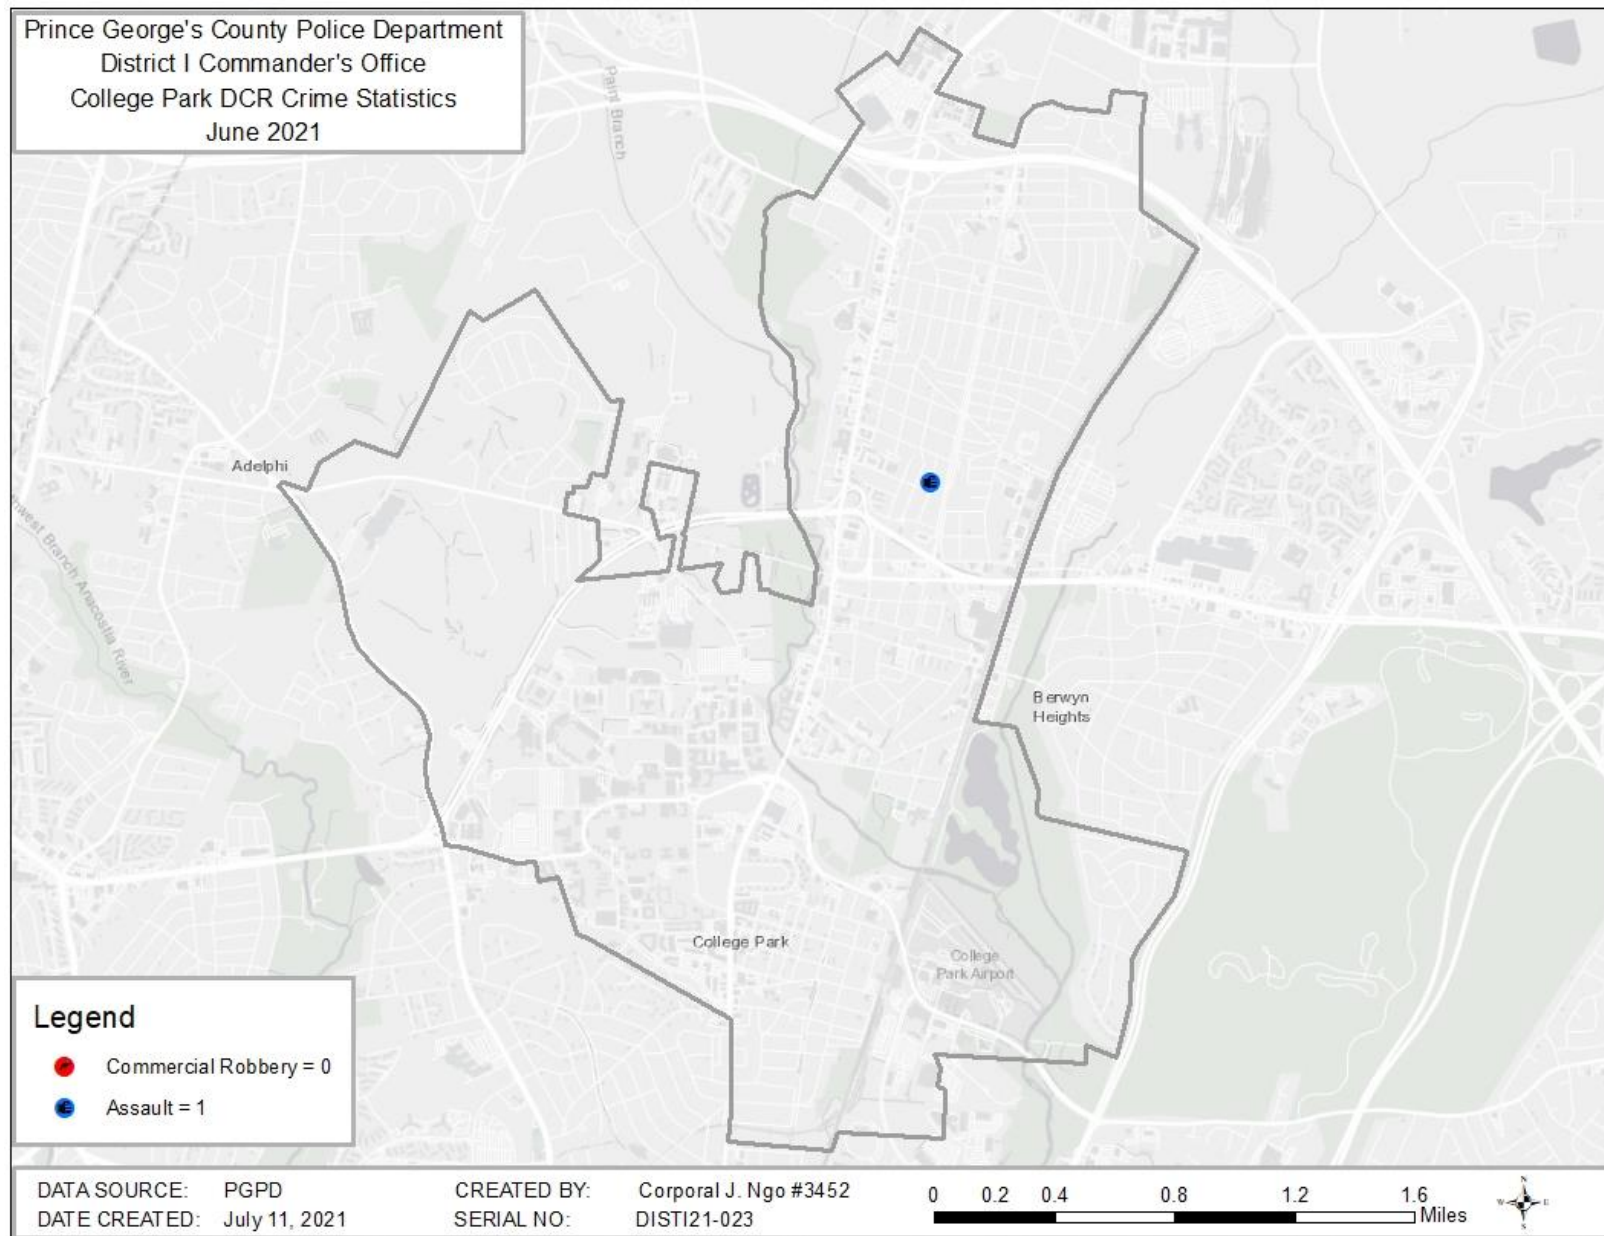 Prince George's County Police Department
District I Commander's Office
College Park DCR Crime Statistics
June 2021
Paint Branch
Adelphi
Northwest Branch Anacostia River
Berwyn
Heights
College Park
College
Park Airport
Legend
Commercial Robbery = 0
Assault = 1
DATA SOURCE: PGPD
DATE CREATED: July 11, 2021
CREATED BY: Corporal J. Ngo #3452
SERIAL NO: DISTI21-023
0 0.2 0.4 0.8 1.2 1.6
Miles
N
W E
S